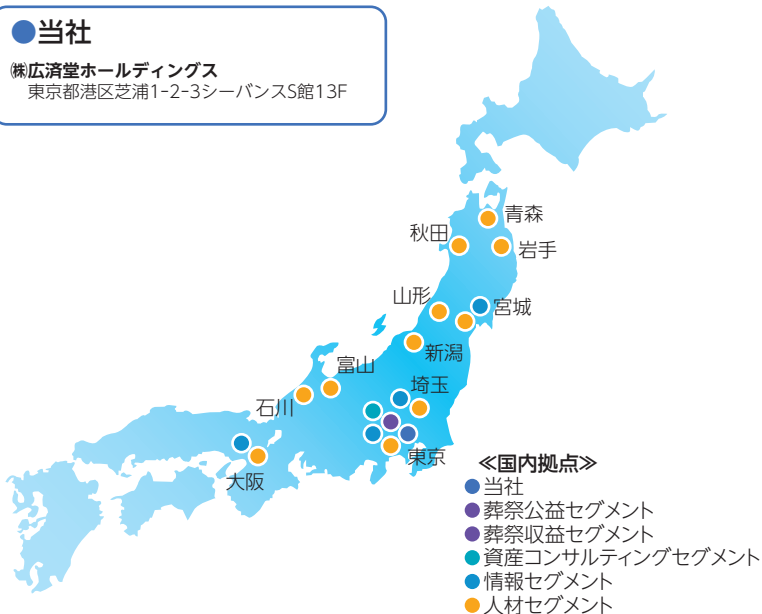 ●当社
㈱広済堂ホールディングス
東京都港区芝浦1-2-3シーバンスS館13F
青森
秋田
岩手
山形
宮城
新潟
富山
埼玉
石川
東京
大阪
≪国内拠点≫
●当社
●葬祭公益セグメント
●葬祭収益セグメント
●資産コンサルティングセグメント
●情報セグメント
●人材セグメント